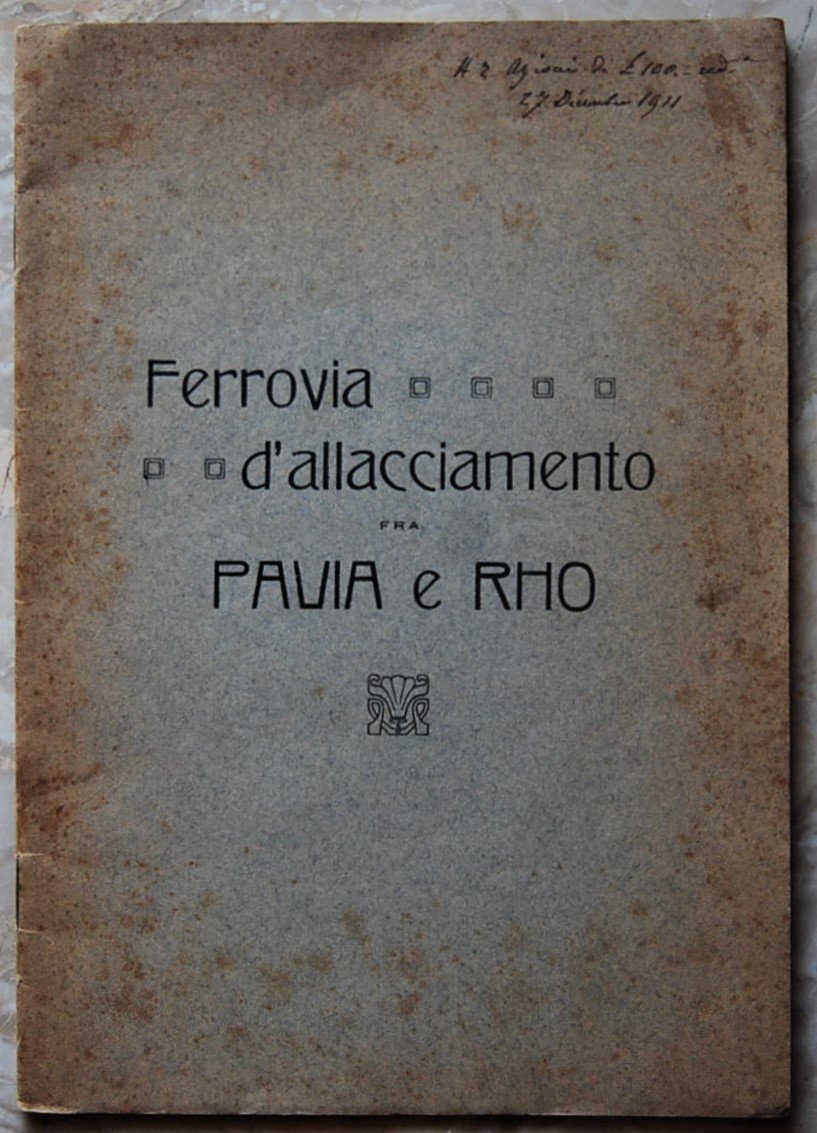 N 2 Azioni di £ 100.- cad.ª
27 Dicembre 1911
Ferrovia
d'allacciamento
FRA
PAVIA e RHO